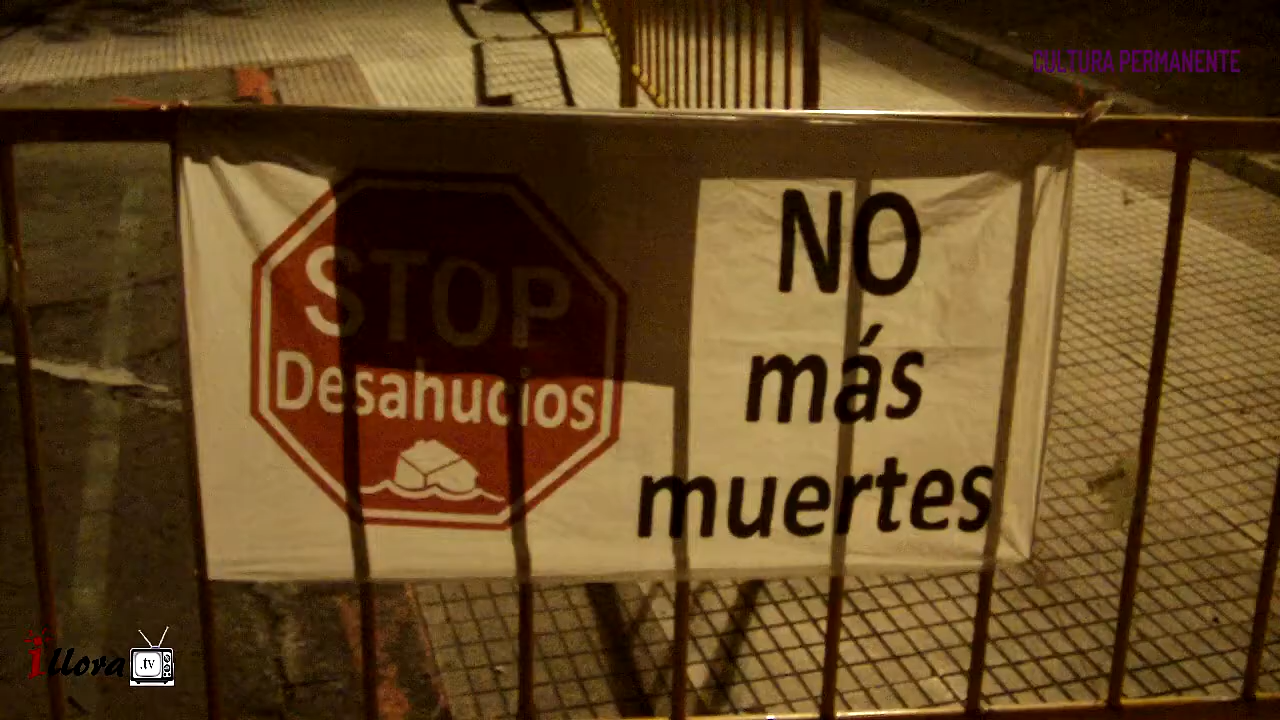 CULTURA PERMANENTE
STOP
Desahucios
NO
más
muertes
illora
.tv